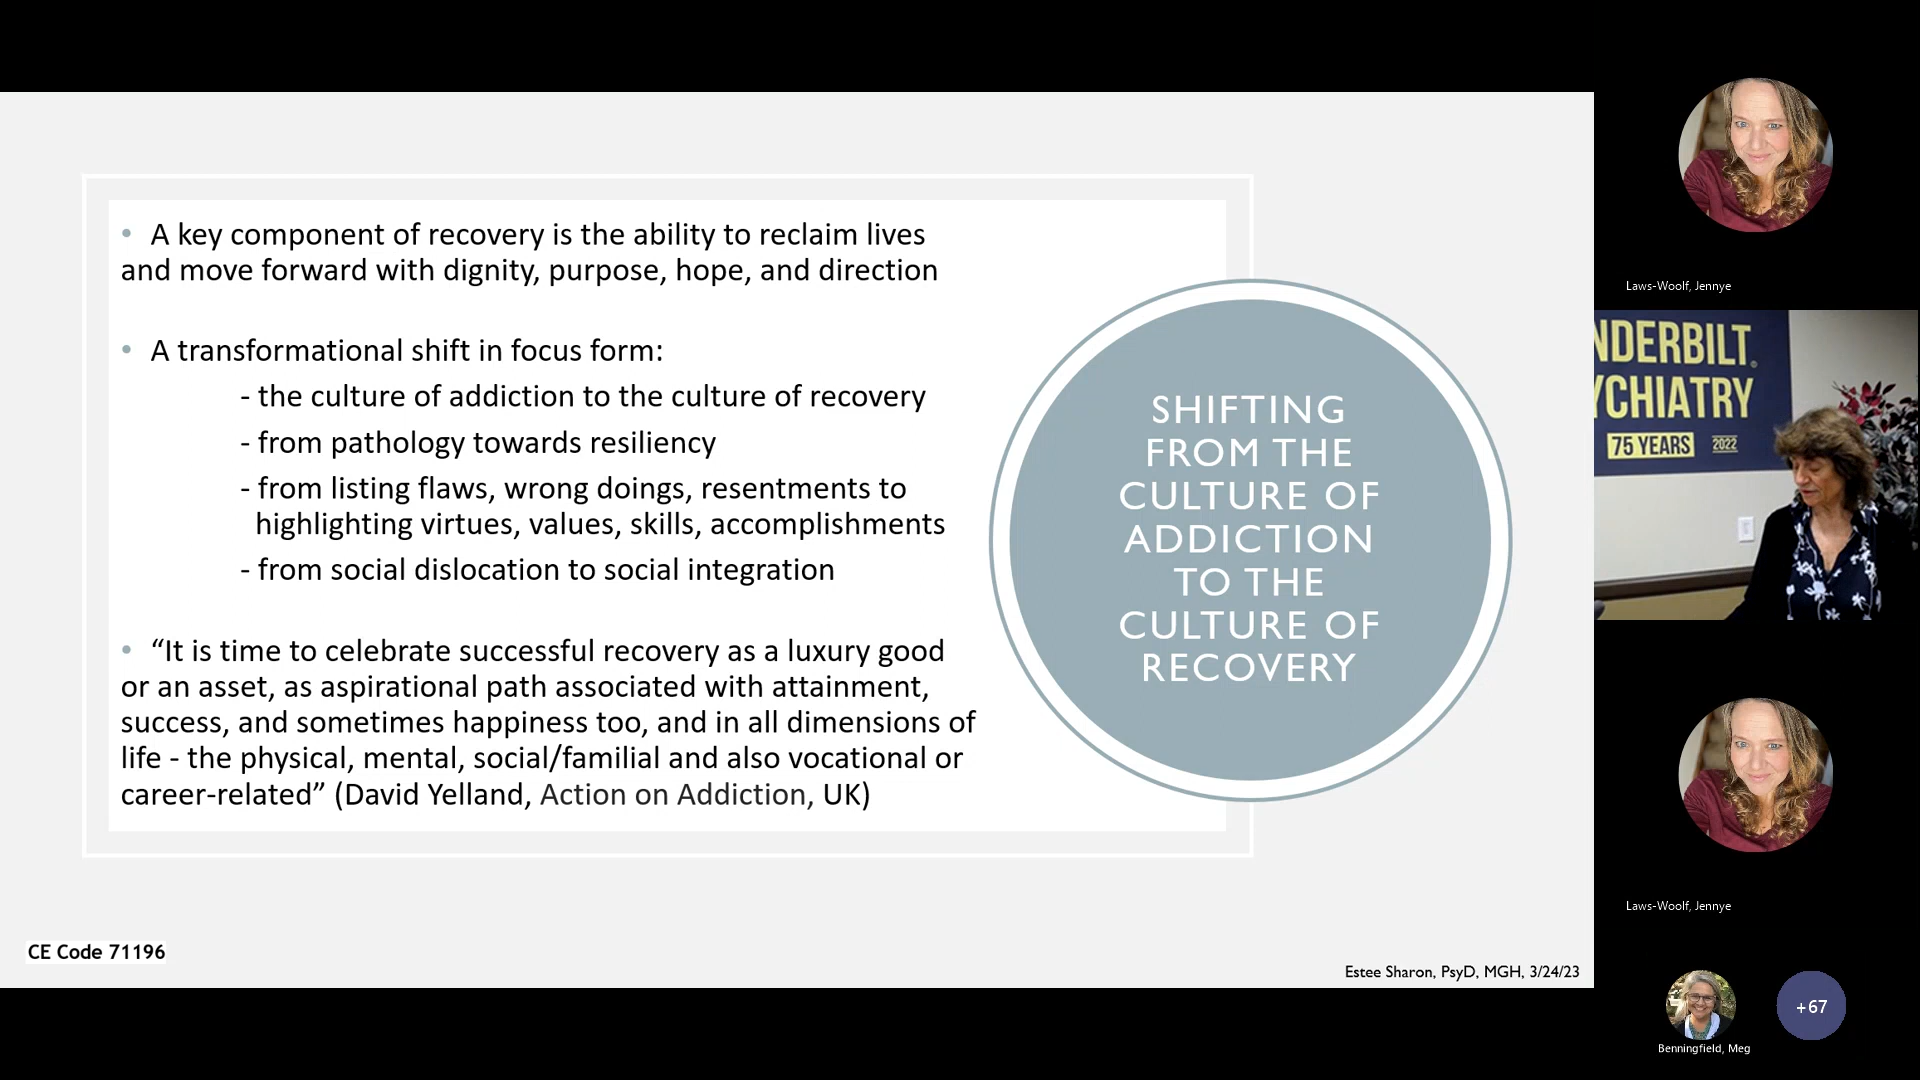 • A key component of recovery is the ability to reclaim lives
and move forward with dignity, purpose, hope, and direction
• A transformational shift in focus form:
- the culture of addiction to the culture of recovery
- from pathology towards resiliency
- from listing flaws, wrong doings, resentments to
highlighting virtues, values, skills, accomplishments
- from social dislocation to social integration
• “It is time to celebrate successful recovery as a luxury good
or an asset, as aspirational path associated with attainment,
success, and sometimes happiness too, and in all dimensions of
life - the physical, mental, social/familial and also vocational or
career-related” (David Yelland, Action on Addiction, UK)
SHIFTING
FROM THE
CULTURE OF
ADDICTION
TO THE
CULTURE OF
RECOVERY
CE Code 71196
Estee Sharon, PsyD, MGH, 3/24/23
Laws-Woolf, Jennye
NDERBILT
YCHIATRY
75 YEARS 2022
Laws-Woolf, Jennye
Benningfield, Meg
+67